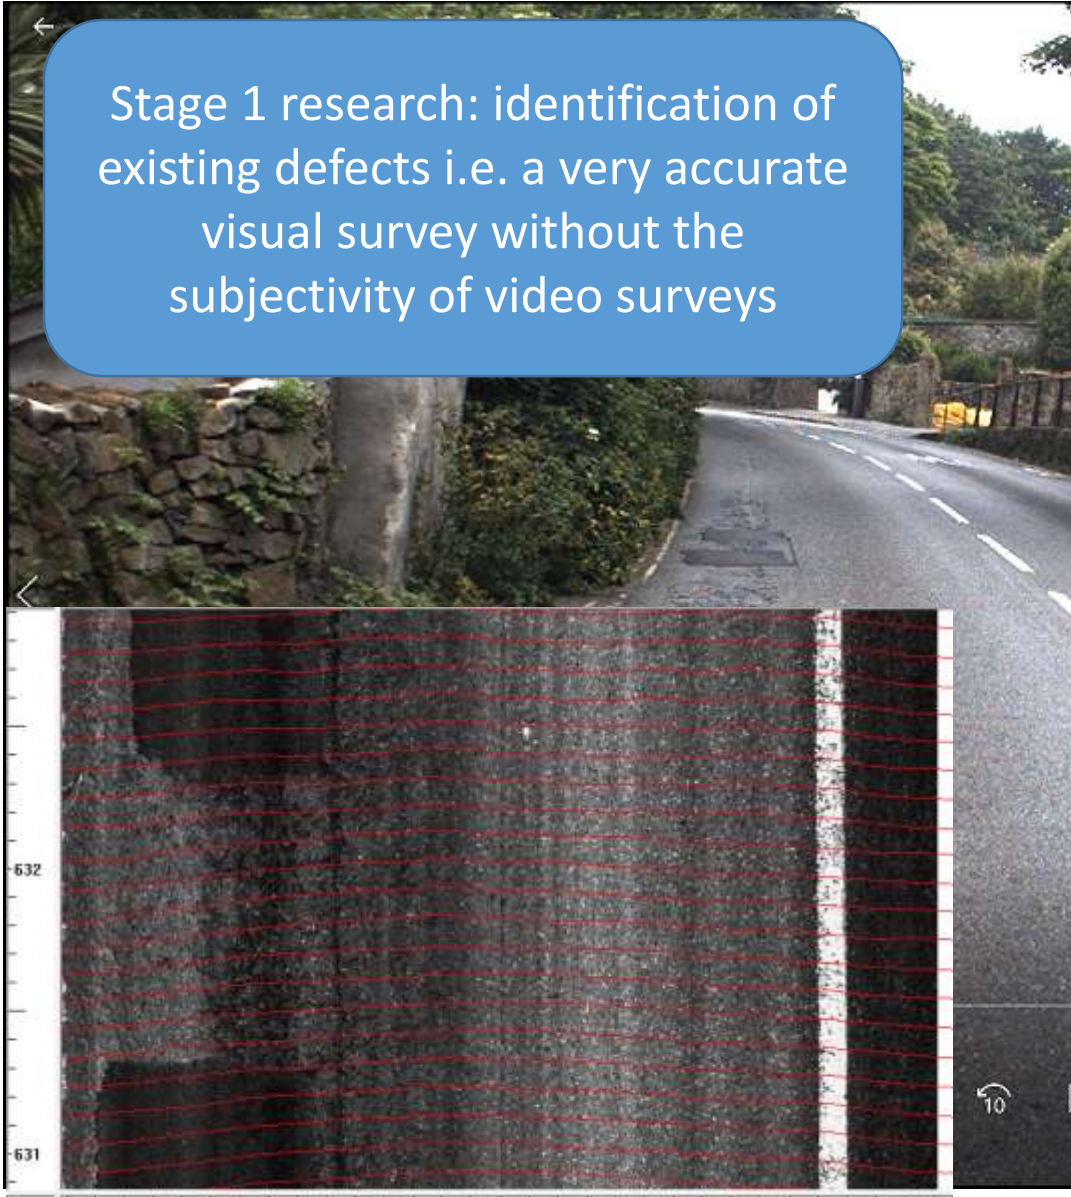 Stage 1 research: identification of
existing defects i.e. a very accurate
visual survey without the
subjectivity of video surveys
632
10
631